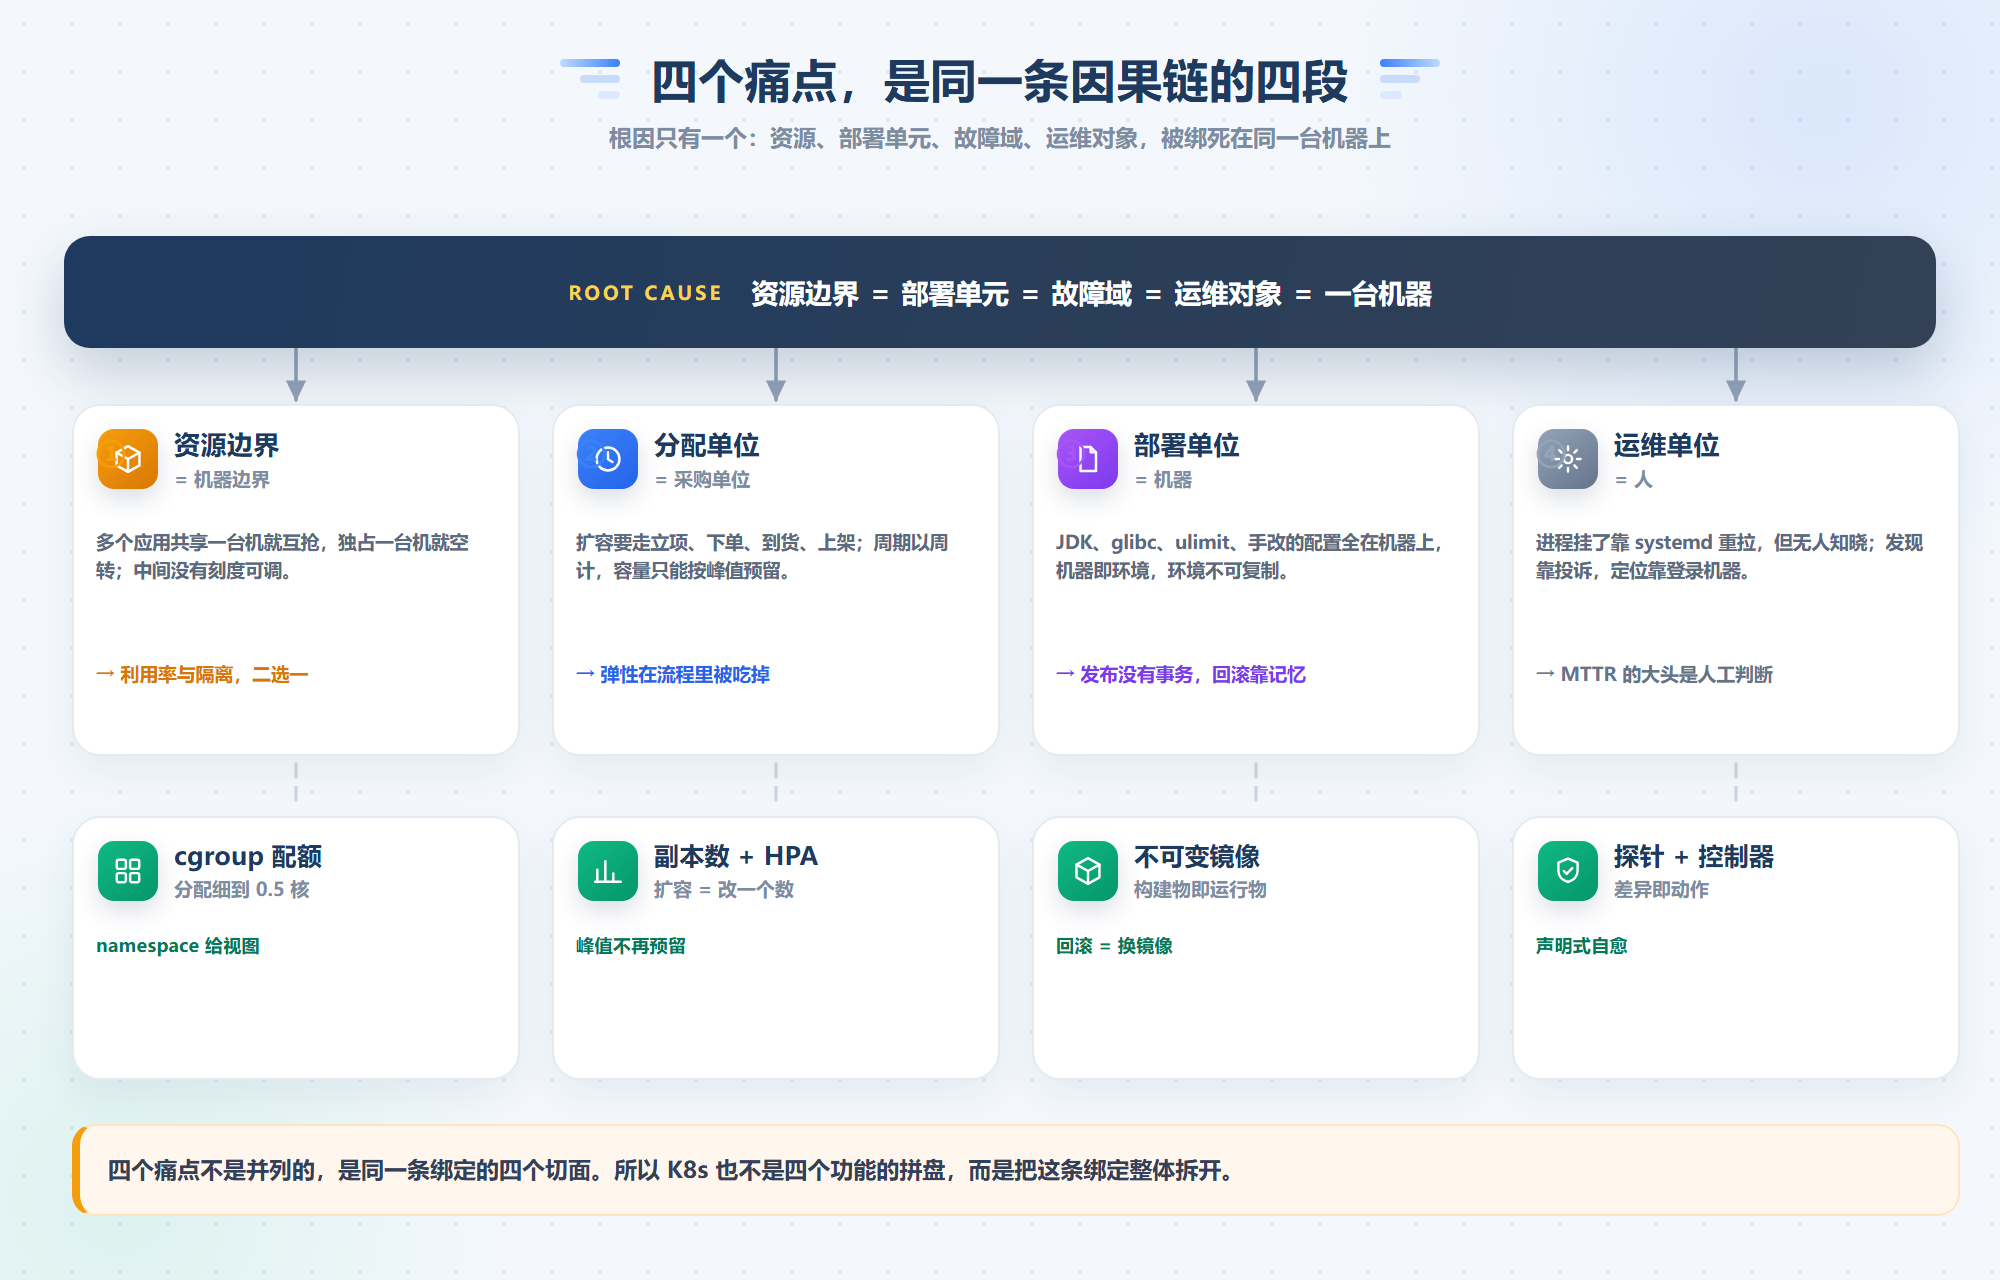 四个痛点，是同一条因果链的四段
根因只有一个：资源、部署单元、故障域、运维对象，被绑死在同一台机器上
ROOT CAUSE 资源边界 = 部署单元 = 故障域 = 运维对象 = 一台机器
①
资源边界
= 机器边界
多个应用共享一台机就互抢，独占一台机就空
转；中间没有刻度可调。
→ 利用率与隔离，二选一
②
分配单位
= 采购单位
扩容要走立项、下单、到货、上架；周期以周
计，容量只能按峰值预留。
→ 弹性在流程里被吃掉
③
部署单位
= 机器
JDK、glibc、ulimit、手改的配置全在机器上，
机器即环境，环境不可复制。
→ 发布没有事务，回滚靠记忆
④
运维单位
= 人
进程挂了靠 systemd 重拉，但无人知晓；发现
靠投诉，定位靠登录机器。
→ MTTR 的大头是人工判断
cgroup 配额
分配细到 0.5 核
namespace 给视图
副本数 + HPA
扩容 = 改一个数
峰值不再预留
不可变镜像
构建物即运行物
回滚 = 换镜像
探针 + 控制器
差异即动作
声明式自愈
四个痛点不是并列的，是同一条绑定的四个切面。所以 K8s 也不是四个功能的拼盘，而是把这条绑定整体拆开。